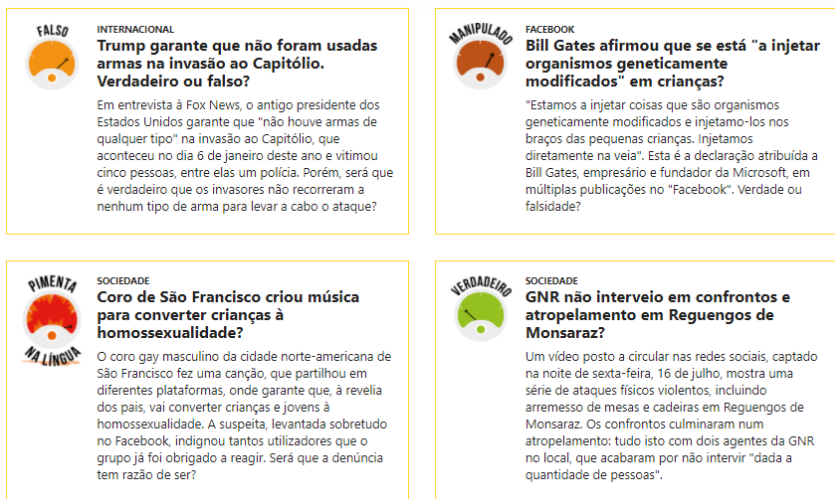 FALSO
INTERNACIONAL
Trump garante que não foram usadas
armas na invasão ao Capitólio.
Verdadeiro ou falso?
Em entrevista à Fox News, o antigo presidente dos
Estados Unidos garante que "não houve armas de
qualquer tipo" na invasão ao Capitólio, que
aconteceu no dia 6 de janeiro deste ano e vitimou
cinco pessoas, entre elas um polícia. Porém, será que
é verdadeiro que os invasores não recorreram a
nenhum tipo de arma para levar a cabo o ataque?
MANIPULADO
FACEBOOK
Bill Gates afirmou que se está "a injetar
organismos geneticamente
modificados" em crianças?
"Estamos a injetar coisas que são organismos
geneticamente modificados e injetamo-los nos
braços das pequenas crianças. Injetamos
diretamente na veia". Esta é a declaração atribuída a
Bill Gates, empresário e fundador da Microsoft, em
múltiplas publicações no "Facebook". Verdade ou
falsidade?
PIMENTA
NA LÍNGUA
SOCIEDADE
Coro de São Francisco criou música
para converter crianças à
homossexualidade?
O coro gay masculino da cidade norte-americana de
São Francisco fez uma canção, que partilhou em
diferentes plataformas, onde garante que, à revelia
dos pais, vai converter crianças e jovens à
homossexualidade. A suspeita, levantada sobretudo
no Facebook, indignou tantos utilizadores que o
grupo já foi obrigado a reagir. Será que a denúncia
tem razão de ser?
VERDADEIRO
SOCIEDADE
GNR não interveio em confrontos e
atropelamento em Reguengos de
Monsaraz?
Um vídeo posto a circular nas redes sociais, captado
na noite de sexta-feira, 16 de julho, mostra uma
série de ataques físicos violentos, incluindo
arremesso de mesas e cadeiras em Reguengos de
Monsaraz. Os confrontos culminaram num
atropelamento: tudo isto com dois agentes da GNR
no local, que acabaram por não intervir "dada a
quantidade de pessoas".